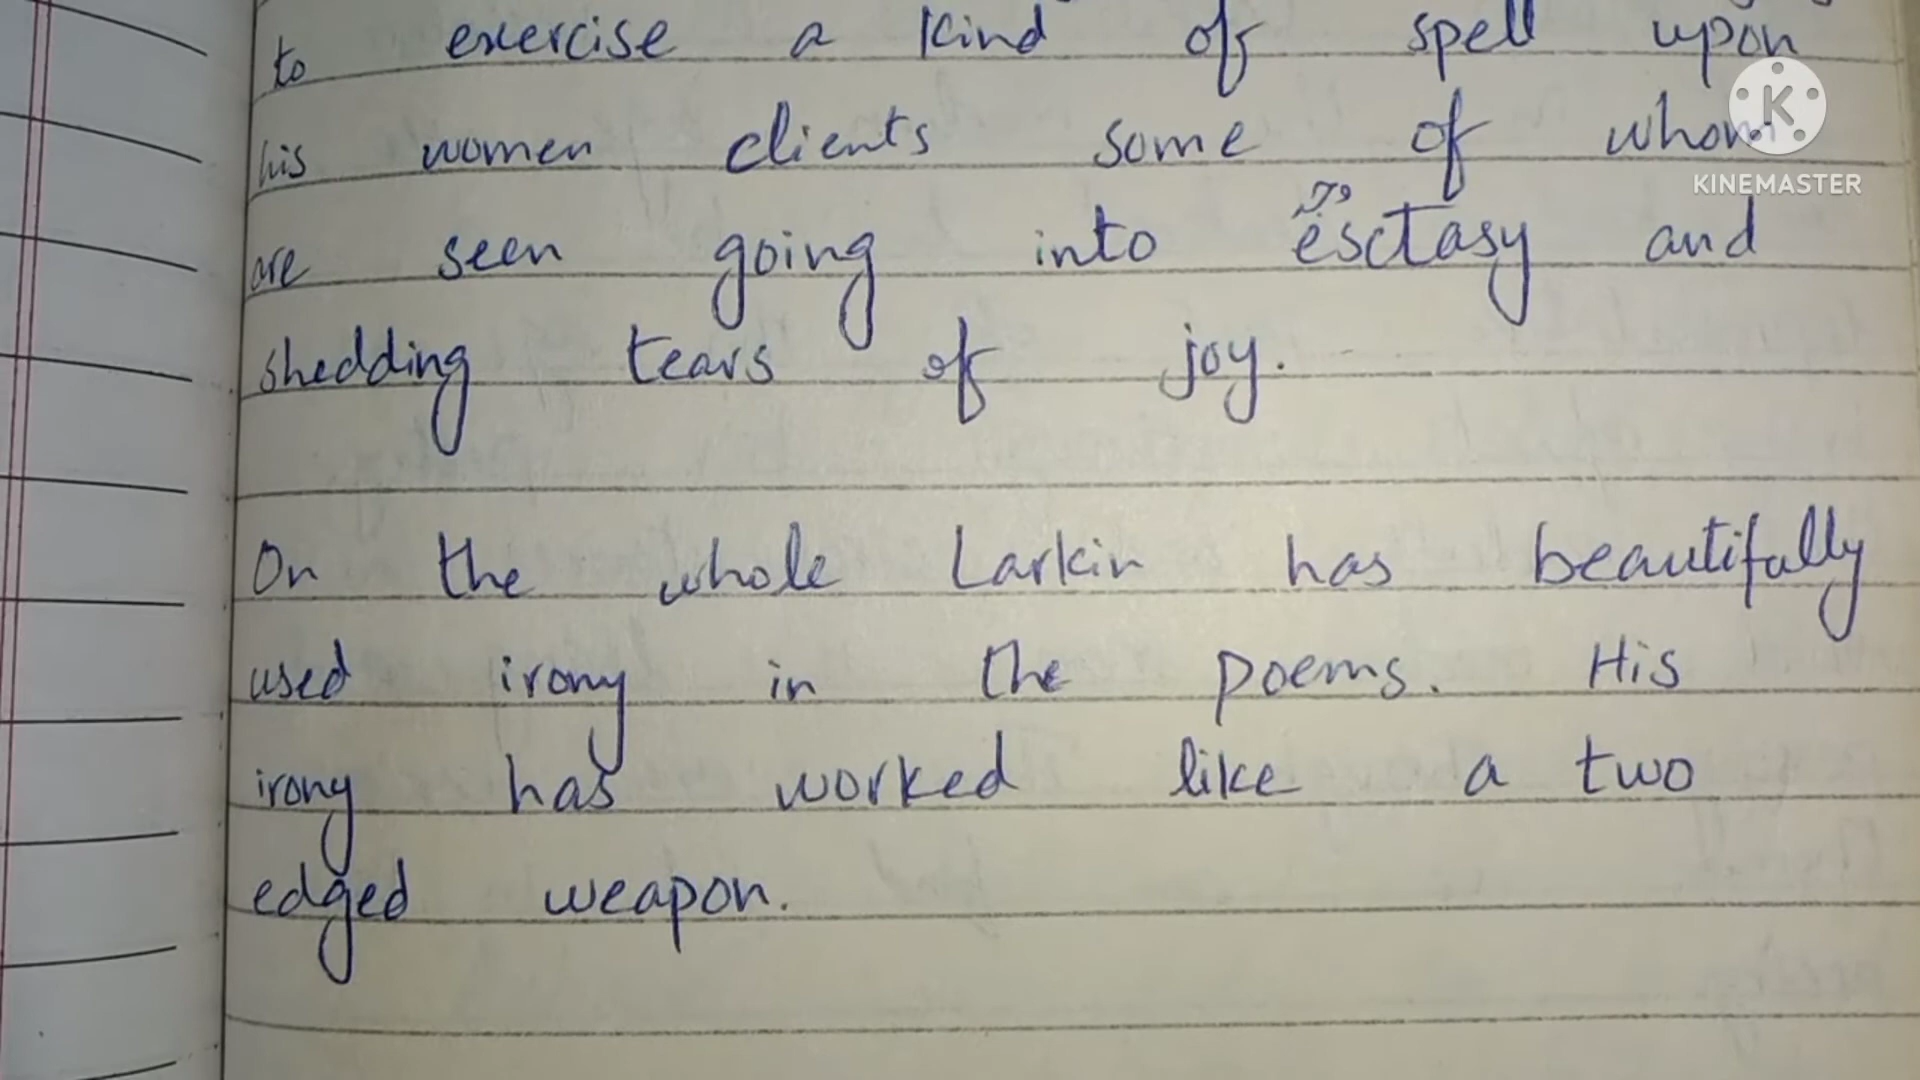 to exercise a kind of spell upon
his women clients some of whom
are seen going into esctasy and
shedding tears of joy.
On the whole Larkin has beautifully
used irony in the poems. His
irony has worked like a two
edged weapon.
KINEMASTER